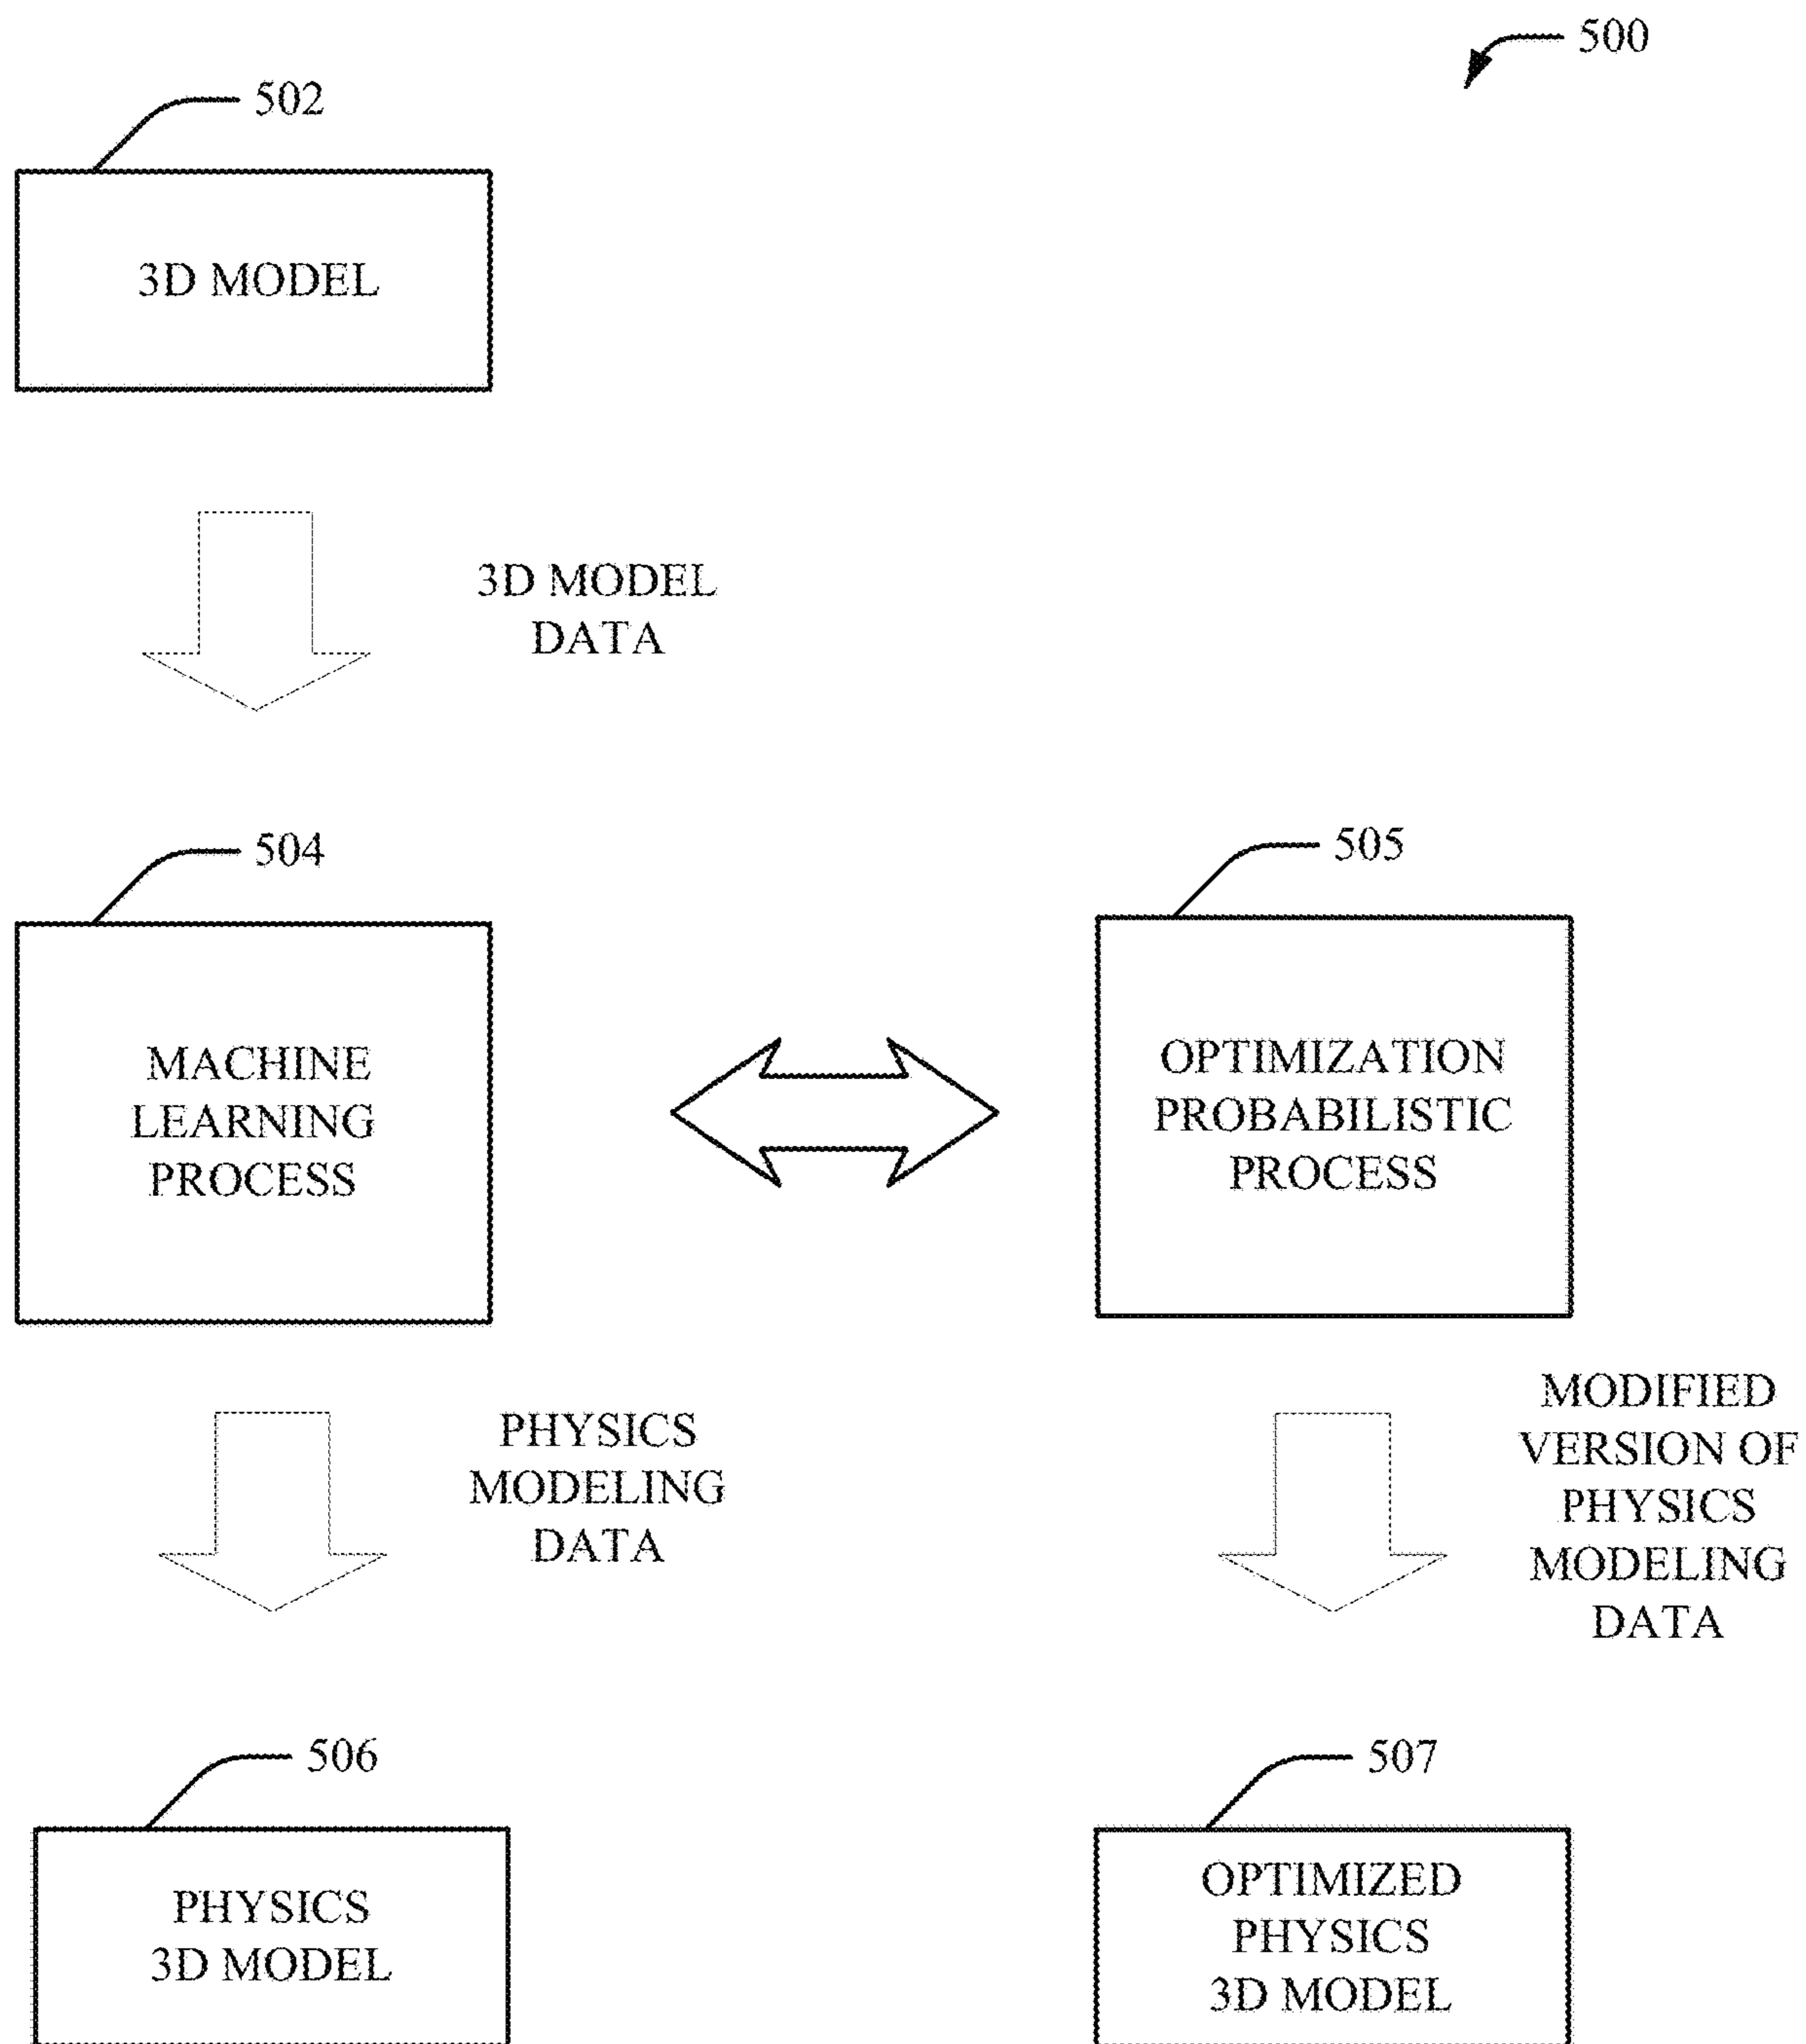 500
502
3D MODEL
3D MODEL
DATA
504
505
MACHINE
LEARNING
PROCESS
OPTIMIZATION
PROBABILISTIC
PROCESS
PHYSICS
MODELING
DATA
MODIFIED
VERSION OF
PHYSICS
MODELING
DATA
506
507
PHYSICS
3D MODEL
OPTIMIZED
PHYSICS
3D MODEL